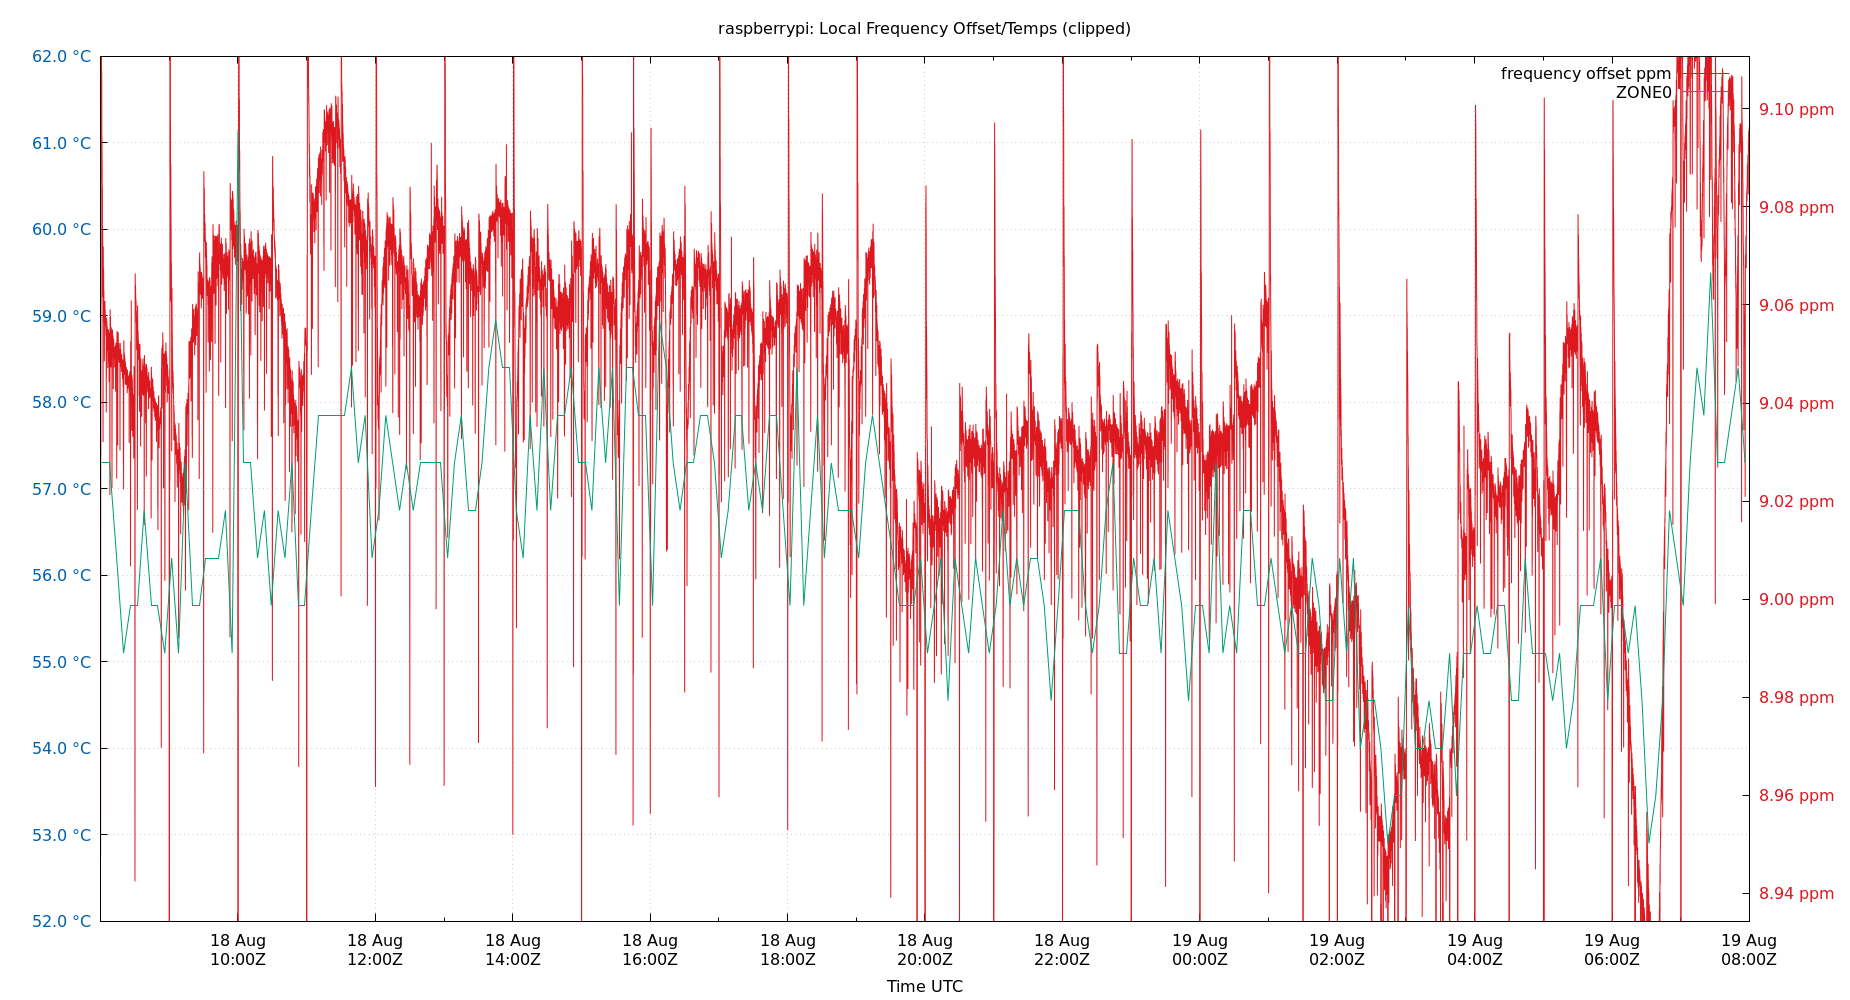 raspberrypi: Local Frequency Offset/Temps (clipped)
62.0 °C
61.0 °C
60.0 °C
59.0 °C
58.0 °C
57.0 °C
56.0 °C
55.0 °C
54.0 °C
53.0 °C
52.0 °C
frequency offset ppm
ZONE0
9.10 ppm
9.08 ppm
9.06 ppm
9.04 ppm
9.02 ppm
9.00 ppm
8.98 ppm
8.96 ppm
8.94 ppm
18 Aug
10:00Z
18 Aug
12:00Z
18 Aug
14:00Z
18 Aug
16:00Z
18 Aug
18:00Z
18 Aug
20:00Z
18 Aug
22:00Z
19 Aug
00:00Z
19 Aug
02:00Z
19 Aug
04:00Z
19 Aug
06:00Z
19 Aug
08:00Z
Time UTC